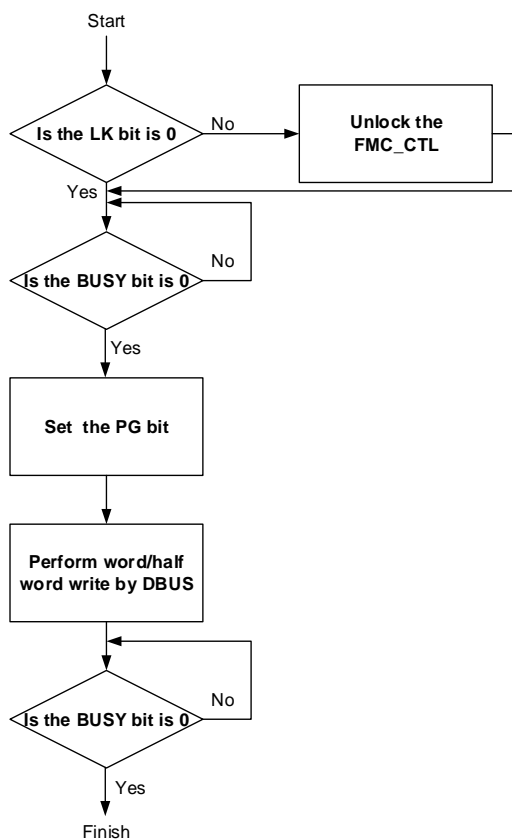 Start
Is the LK bit is 0
No
Unlock the
FMC_CTL
Yes
Is the BUSY bit is 0
No
Yes
Set the PG bit
Perform word/half
word write by DBUS
Is the BUSY bit is 0
No
Yes
Finish